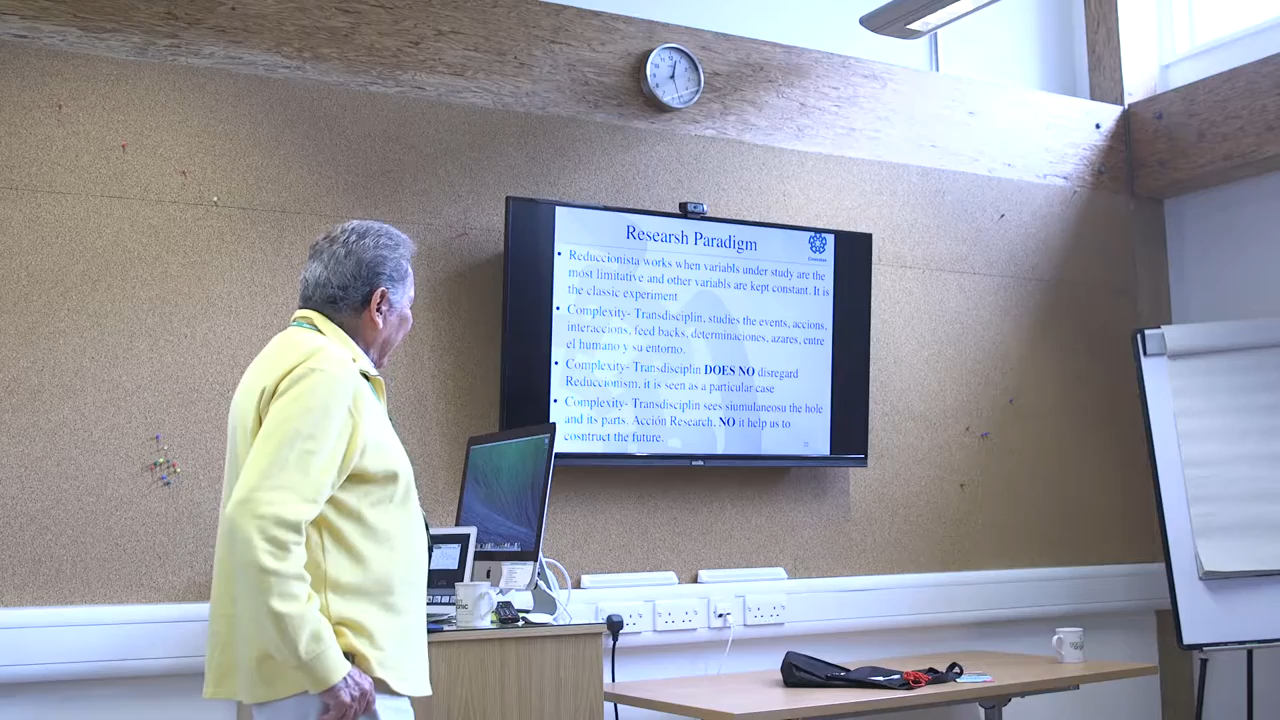 Researsh Paradigm
• Reduccionista works when variabls under study are the
most limitative and other variabls are kept constant. It is
the classic experiment
• Complexity- Transdisciplin, studies the events, accions,
interaccions, feed backs, determinaciones, azares, entre
el humano y su entorno.
• Complexity- Transdisciplin DOES NO disregard
Reduccionism, it is seen as a particular case
• Complexity- Transdisciplin sees siumulaneosu the hole
and its parts. Acción Research, NO it help us to
cosntruct the future.